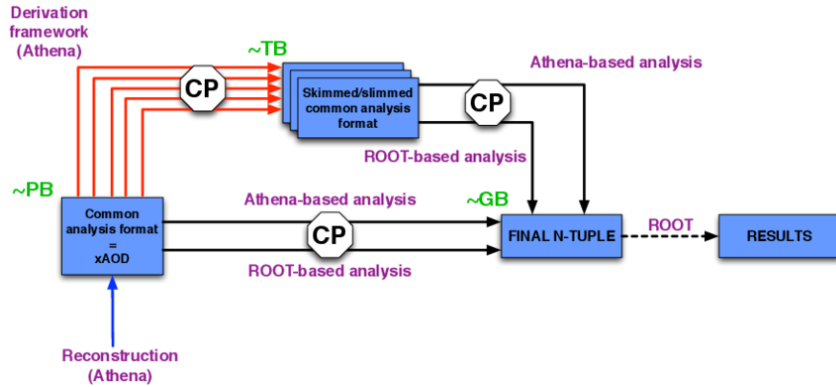 Derivation
framework
(Athena)
~TB
CP
Skimmed/slimmed
common analysis
format
CP
Athena-based analysis
ROOT-based analysis
~PB
Common
analysis format
=
xAOD
Athena-based analysis
CP
ROOT-based analysis
~GB
FINAL N-TUPLE
ROOT
RESULTS
Reconstruction
(Athena)